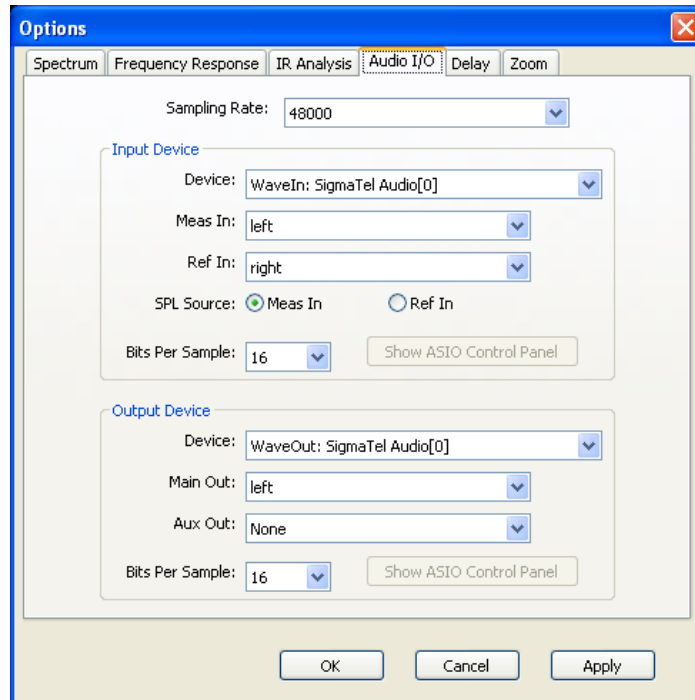 Options
Spectrum Frequency Response IR Analysis Audio I/O Delay Zoom
Sampling Rate: 48000
Input Device
Device: WaveIn: SigmaTel Audio[0]
Meas In: left
Ref In: right
SPL Source: Meas In Ref In
Bits Per Sample: 16 Show ASIO Control Panel
Output Device
Device: WaveOut: SigmaTel Audio[0]
Main Out: left
Aux Out: None
Bits Per Sample: 16 Show ASIO Control Panel
OK Cancel Apply